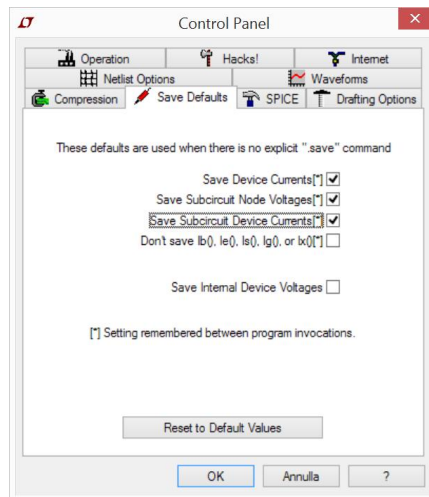 Control Panel
Operation
Hacks!
Internet
Netlist Options
Waveforms
Compression
Save Defaults
SPICE
Drafting Options
These defaults are used when there is no explicit ".save" command
Save Device Currents[*]
Save Subcircuit Node Voltages[*]
Save Subcircuit Device Currents[*]
Don't save Ib(), Ie(), Is(), Ig(), or Ix()[*]
Save Internal Device Voltages
[*] Setting remembered between program invocations.
Reset to Default Values
OK
Annulla
?